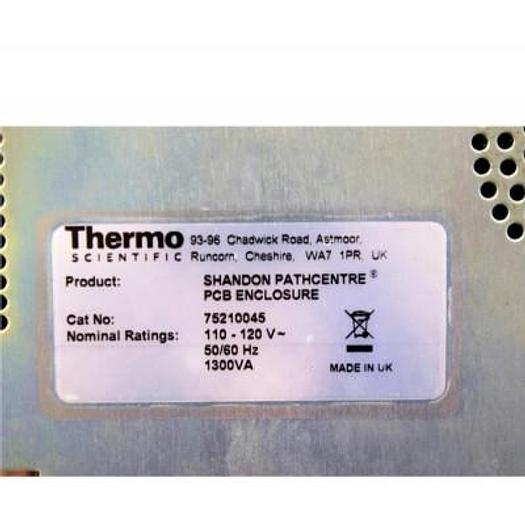 Thermo 93-96 Chadwick Road, Astmoor,
SCIENTIFIC Runcorn, Cheshire, WA7 1PR, UK
Product: SHANDON PATHCENTRE ®
PCB ENCLOSURE
Cat No: 75210045
Nominal Ratings: 110 - 120 V~
50/60 Hz
1300VA MADE IN UK